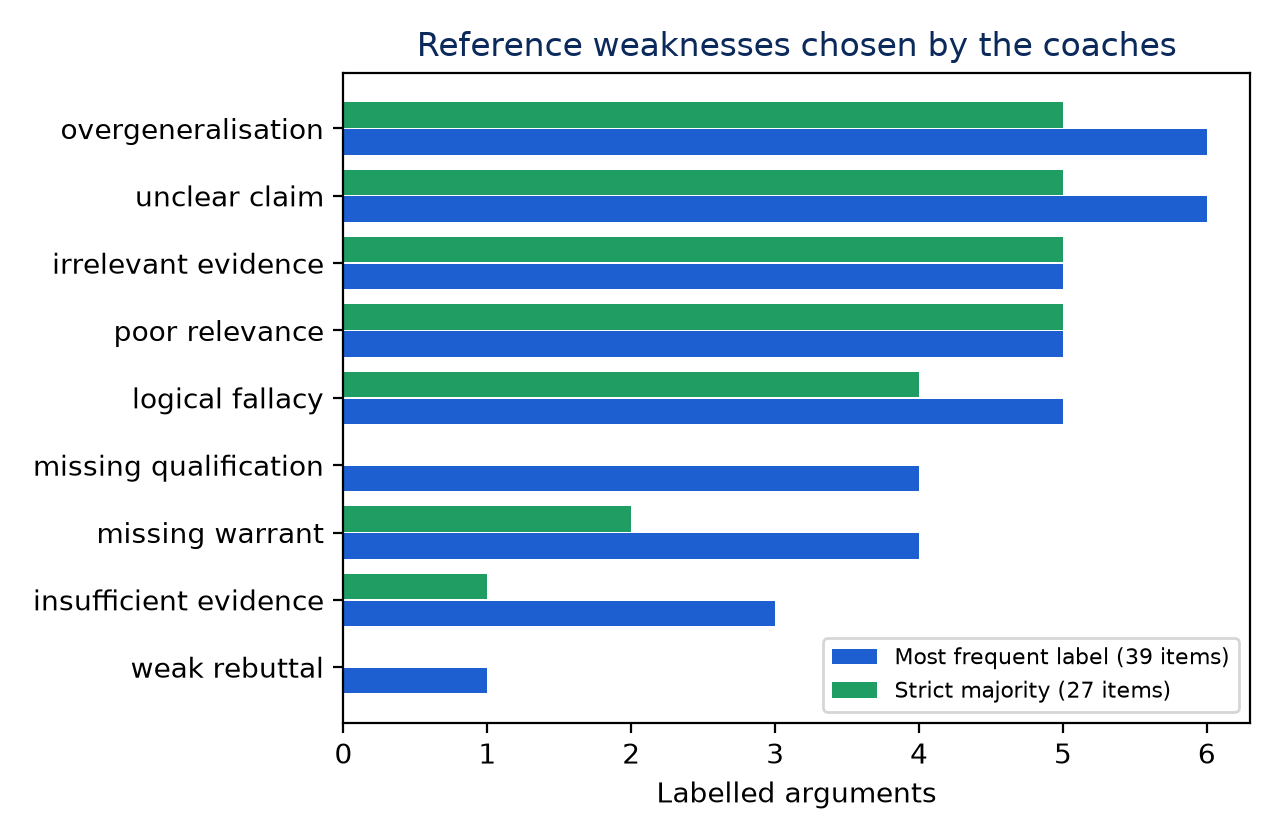 Reference weaknesses chosen by the coaches
overgeneralisation
unclear claim
irrelevant evidence
poor relevance
logical fallacy
missing qualification
missing warrant
insufficient evidence
weak rebuttal
Most frequent label (39 items)
Strict majority (27 items)
0 1 2 3 4 5 6
Labelled arguments